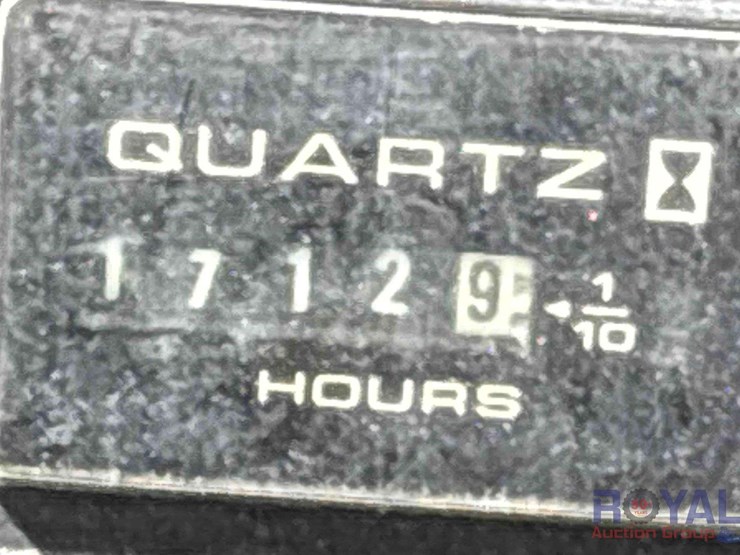 QUARTZ
1 7 1 2 9 1/10
HOURS
ROYAL
Auction Group